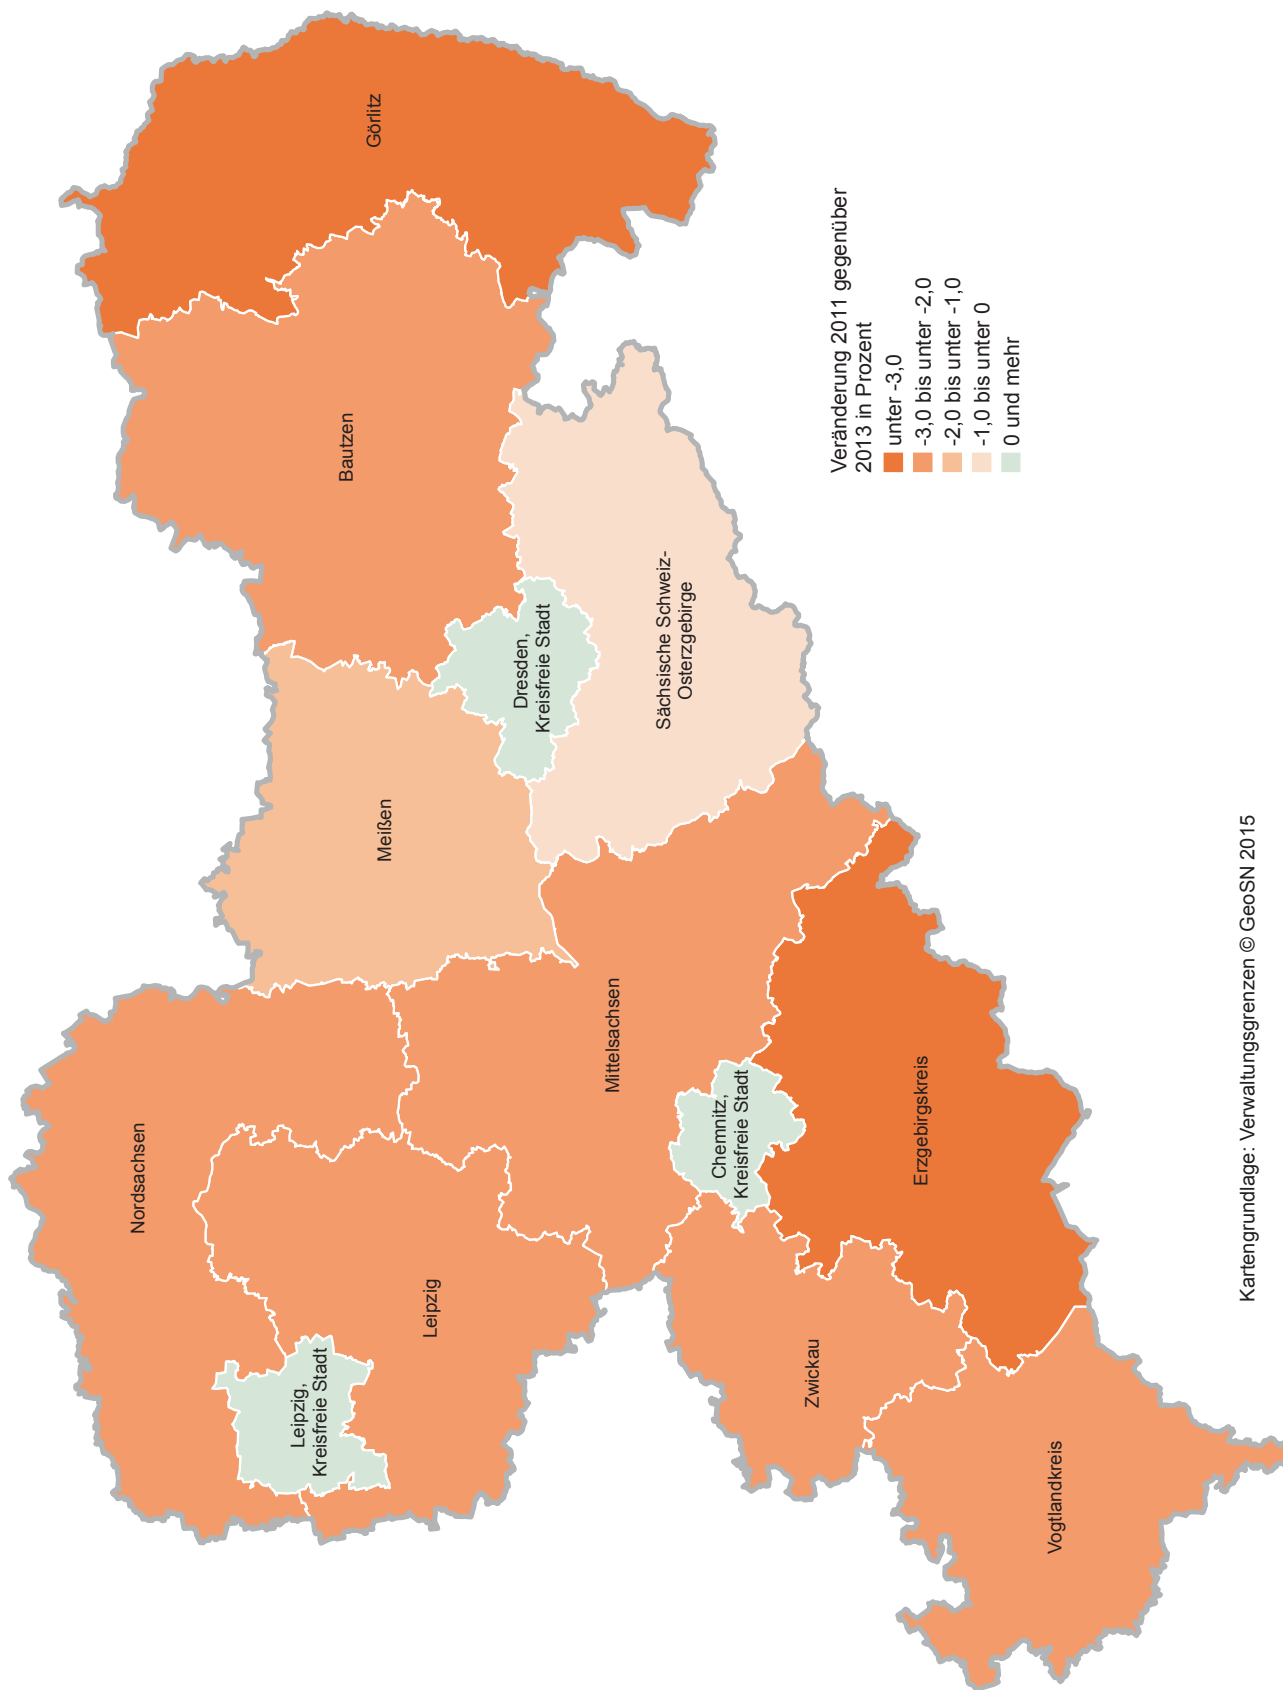 Nordsachsen
Leipzig,
Kreisfreie Stadt
Leipzig
Meißen
Bautzen
Görlitz
Dresden,
Kreisfreie Stadt
Sächsische Schweiz-
Osterzgebirge
Mittelsachsen
Chemnitz,
Kreisfreie Stadt
Zwickau
Erzgebirgskreis
Vogtlandkreis
Veränderung 2011 gegenüber
2013 in Prozent
unter -3,0
-3,0 bis unter -2,0
-2,0 bis unter -1,0
-1,0 bis unter 0
0 und mehr
Kartengrundlage: Verwaltungsgrenzen © GeoSN 2015